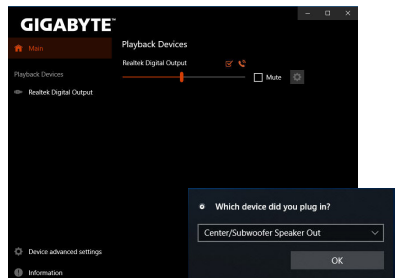 GIGABYTE™
Main
Playback Devices
Realtek Digital Output
Playback Devices
Realtek Digital Output
Mute
Device advanced settings
Information
Which device did you plug in?
Center/Subwoofer Speaker Out
OK